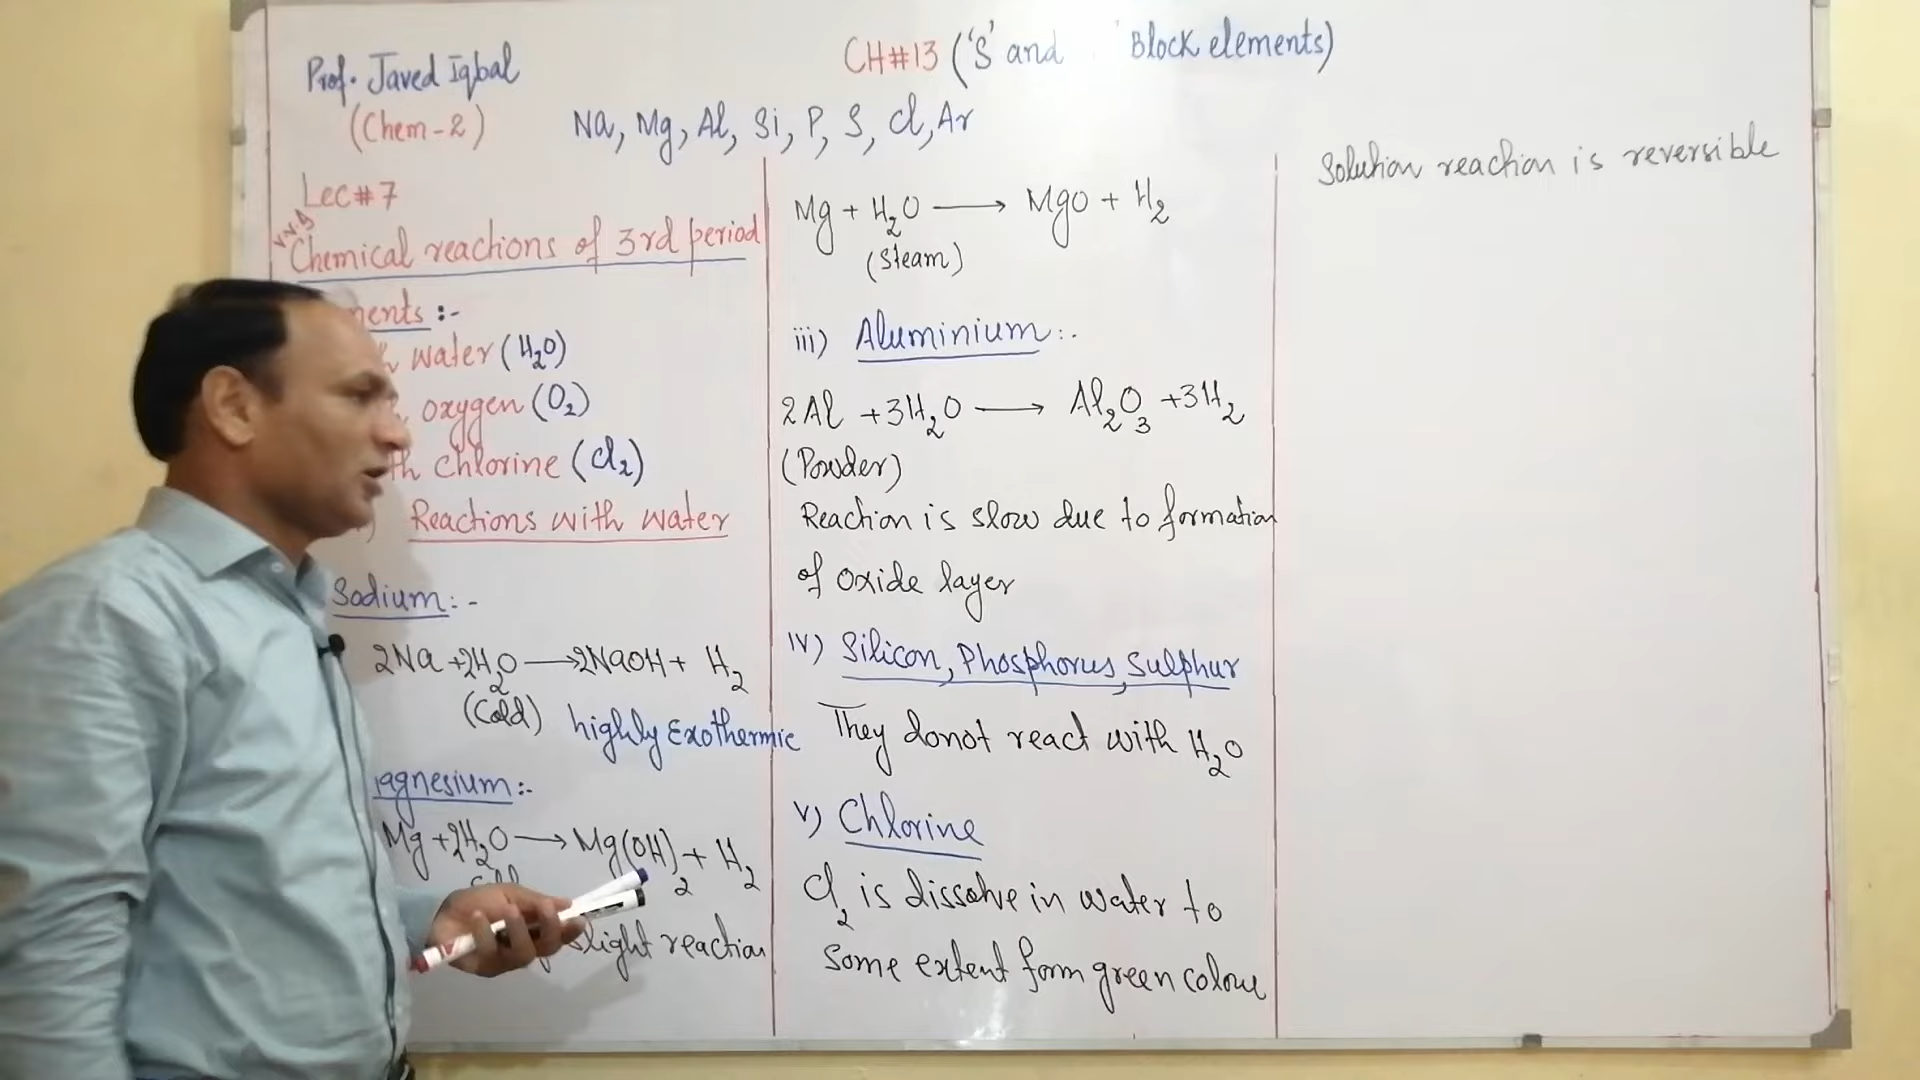 Prof. Javed Iqbal
(Chem-2)
CH#13 ('S' and Block elements)
Na, Mg, Al, Si, P, S, Cl, Ar
Lec#7
v.v.g
Chemical reactions of 3rd period
ments :-
h water (H₂O)
oxygen (O₂)
th chlorine (Cl₂)
) Reactions with water
Sodium :-
2Na + 2H₂O ⟶ 2NaOH + H₂
(Cold) highly Exothermic
agnesium :-
Mg + 2H₂O ⟶ Mg(OH)₂ + H₂
slight reaction
Mg + H₂O ⟶ MgO + H₂
(Steam)
iii) Aluminium :-
2Al + 3H₂O ⟶ Al₂O₃ + 3H₂
(Powder)
Reaction is slow due to formation
of oxide layer
iv) Silicon, Phosphorus, Sulphur
They donot react with H₂O
v) Chlorine
Cl₂ is dissolve in water to
some extent form green colour
Solution reaction is reversible